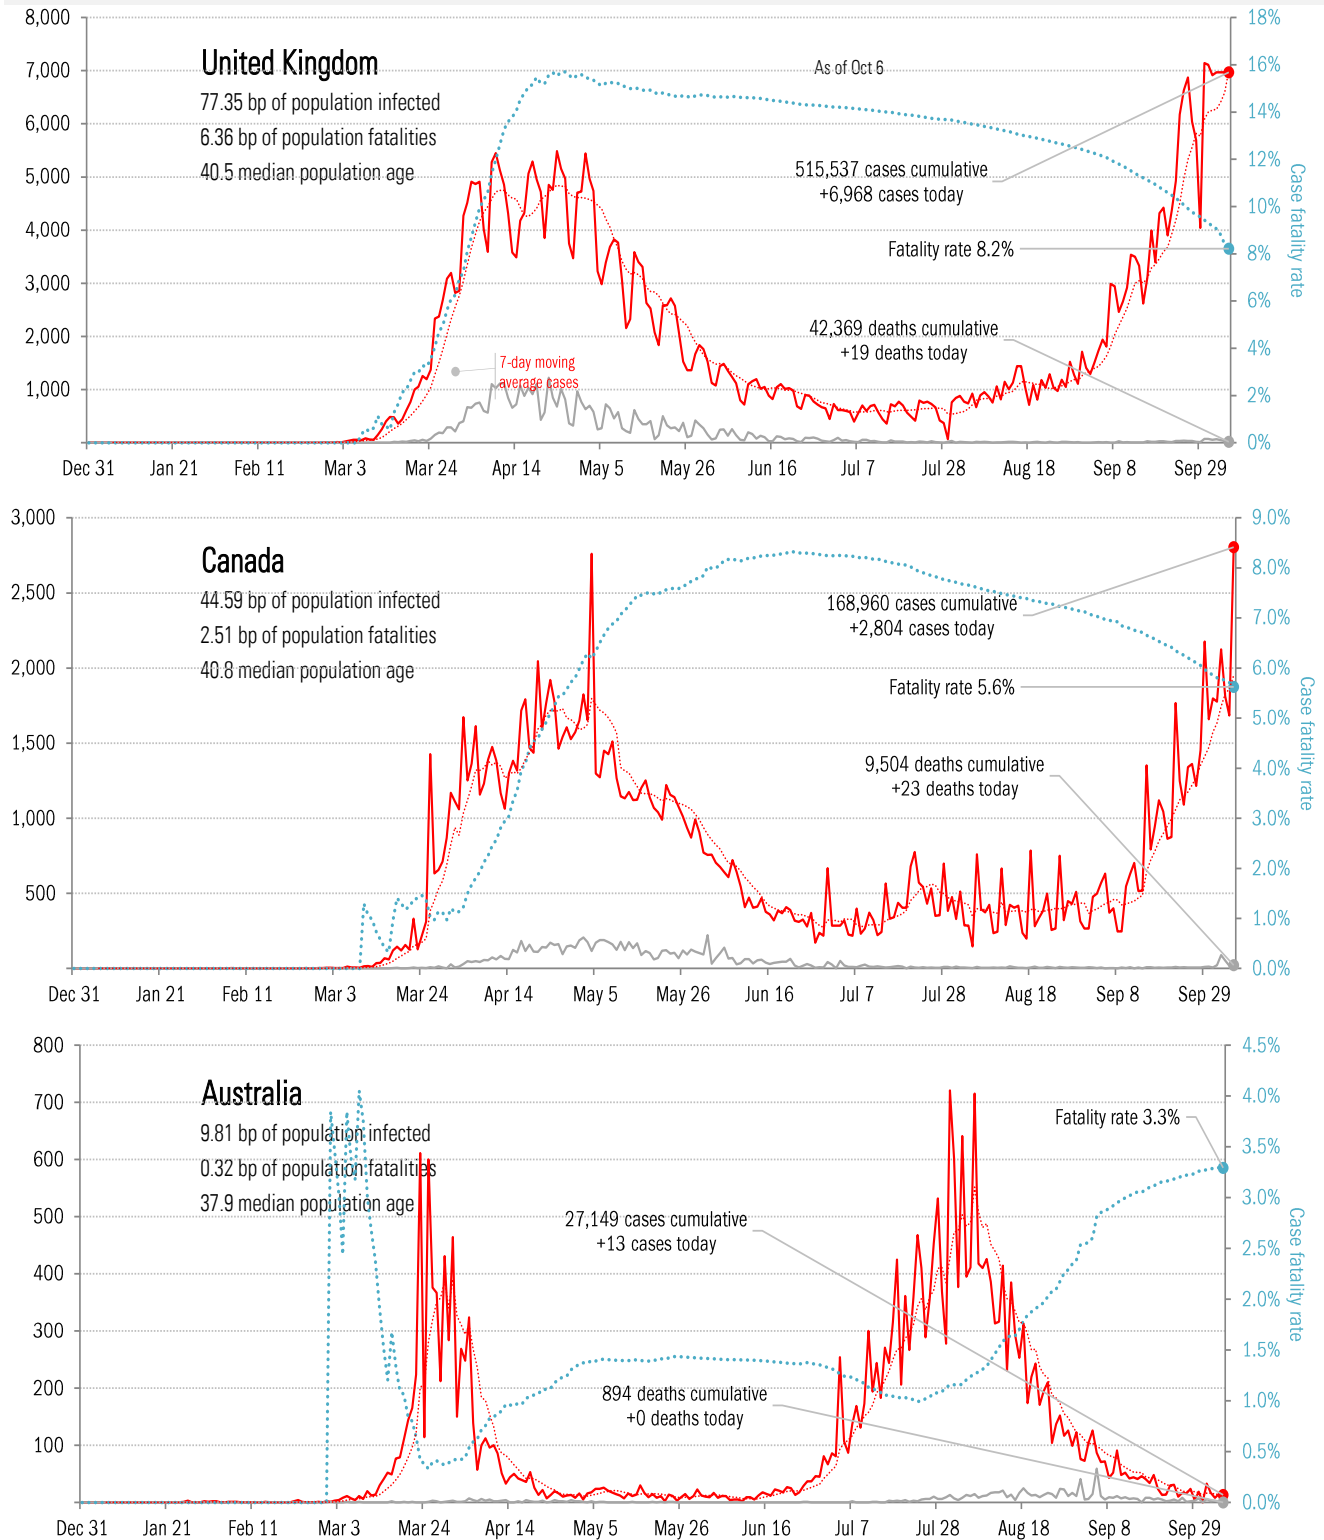 8,000
7,000
6,000
5,000
4,000
3,000
2,000
1,000
18%
16%
14%
12%
10%
8%
6%
4%
2%
0%
Case fatality rate
United Kingdom
77.35 bp of population infected
6.36 bp of population fatalities
40.5 median population age
As of Oct 6
515,537 cases cumulative
+6,968 cases today
Fatality rate 8.2%
42,369 deaths cumulative
+19 deaths today
7-day moving
average cases
Dec 31 Jan 21 Feb 11 Mar 3 Mar 24 Apr 14 May 5 May 26 Jun 16 Jul 7 Jul 28 Aug 18 Sep 8 Sep 29
3,000
2,500
2,000
1,500
1,000
500
9.0%
8.0%
7.0%
6.0%
5.0%
4.0%
3.0%
2.0%
1.0%
0.0%
Case fatality rate
Canada
44.59 bp of population infected
2.51 bp of population fatalities
40.8 median population age
168,960 cases cumulative
+2,804 cases today
Fatality rate 5.6%
9,504 deaths cumulative
+23 deaths today
Dec 31 Jan 21 Feb 11 Mar 3 Mar 24 Apr 14 May 5 May 26 Jun 16 Jul 7 Jul 28 Aug 18 Sep 8 Sep 29
800
700
600
500
400
300
200
100
4.5%
4.0%
3.5%
3.0%
2.5%
2.0%
1.5%
1.0%
0.5%
0.0%
Case fatality rate
Australia
9.81 bp of population infected
0.32 bp of population fatalities
37.9 median population age
Fatality rate 3.3%
27,149 cases cumulative
+13 cases today
894 deaths cumulative
+0 deaths today
Dec 31 Jan 21 Feb 11 Mar 3 Mar 24 Apr 14 May 5 May 26 Jun 16 Jul 7 Jul 28 Aug 18 Sep 8 Sep 29